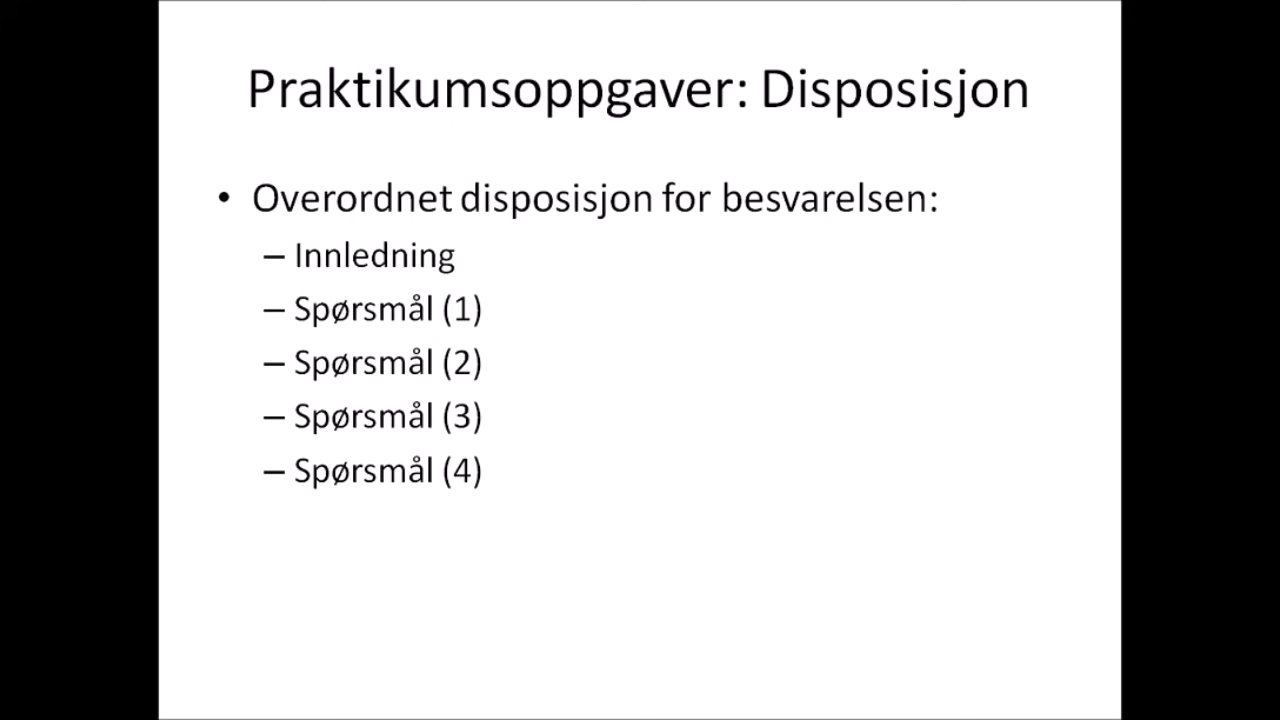 Praktikumsoppgaver: Disposisjon
• Overordnet disposisjon for besvarelsen:
– Innledning
– Spørsmål (1)
– Spørsmål (2)
– Spørsmål (3)
– Spørsmål (4)